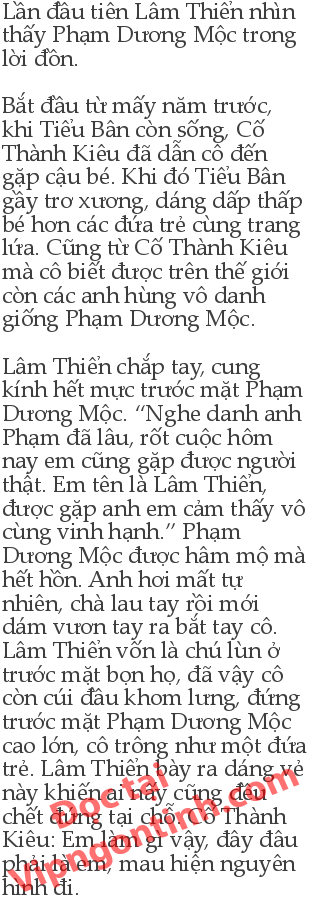 Lần đầu tiên Lâm Thiển nhìn
thấy Phạm Dương Mộc trong
lời đồn.
Bắt đầu từ mấy năm trước,
khi Tiểu Bân còn sống, Cố
Thành Kiêu đã dẫn cô đến
gặp cậu bé. Khi đó Tiểu Bân
gầy trơ xương, dáng dấp thấp
bé hơn các đứa trẻ cùng trang
lứa. Cũng từ Cố Thành Kiêu
mà cô biết được trên thế giới
còn các anh hùng vô danh
giống Phạm Dương Mộc.
Lâm Thiển chắp tay, cung
kính hết mực trước mặt Phạm
Dương Mộc. “Nghe danh anh
Phạm đã lâu, rốt cuộc hôm
nay em cũng gặp được người
thật. Em tên là Lâm Thiển,
được gặp anh em cảm thấy vô
cùng vinh hạnh.” Phạm
Dương Mộc được hâm mộ mà
hết hồn. Anh hơi mất tự
nhiên, chà lau tay rồi mới
dám vươn tay ra bắt tay cô.
Lâm Thiển vốn là chú lùn ở
trước mặt bọn họ, đã vậy cô
còn cúi đầu khom lưng, đứng
trước mặt Phạm Dương Mộc
cao lớn, cô trông như một đứa
trẻ. Lâm Thiển bày ra dáng vẻ
này khiến ai nấy cũng đều
chết đứng tại chỗ. Cố Thành
Kiêu: Em làm gì vậy, đây đâu
phải là em, mau hiện nguyên
hình đi.
Đọc tại
Vipngontinh.com